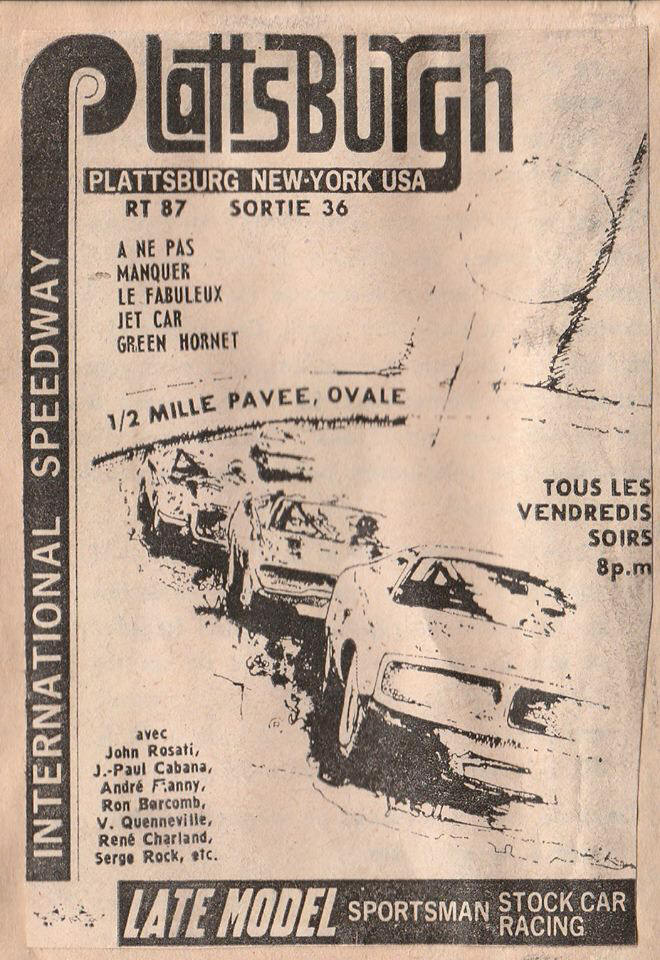 PlattsBurgh
PLATTSBURG NEW-YORK USA
RT 87 SORTIE 36
INTERNATIONAL SPEEDWAY
A NE PAS
MANQUER
LE FABULEUX
JET CAR
GREEN HORNET
1/2 MILLE PAVEE, OVALE
TOUS LES
VENDREDIS
SOIRS
8p.m
avec
John Rosati,
J.-Paul Cabana,
André
Ron Barcomb,
V. Quenneville,
René Charland,
Serge Rock, etc.
LATE MODEL SPORTSMAN STOCK CAR
RACING